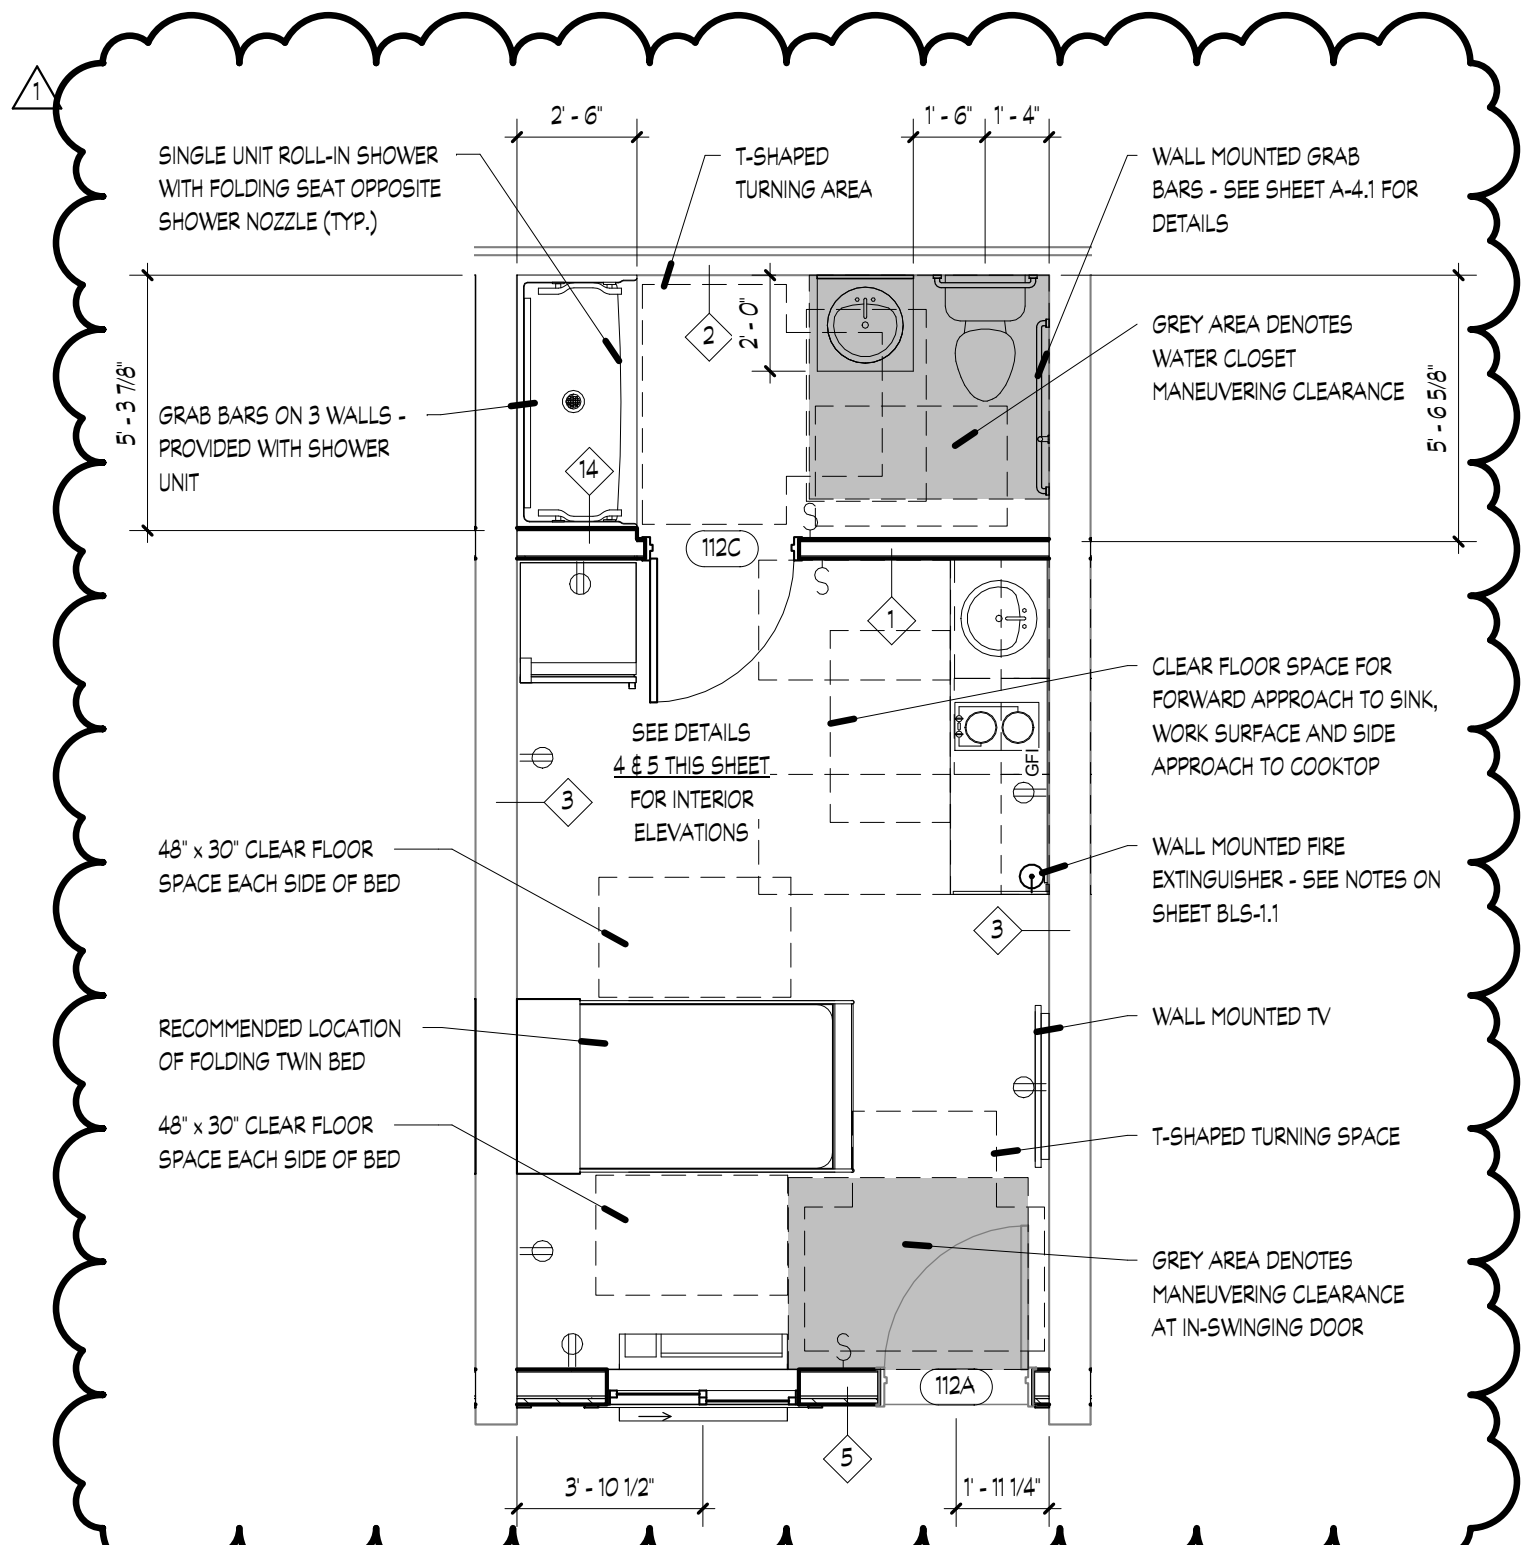 1
2' - 6"
1' - 6"
1' - 4"
SINGLE UNIT ROLL-IN SHOWER
WITH FOLDING SEAT OPPOSITE
SHOWER NOZZLE (TYP.)
T-SHAPED
TURNING AREA
WALL MOUNTED GRAB
BARS - SEE SHEET A-4.1 FOR
DETAILS
2
2' - 0"
GREY AREA DENOTES
WATER CLOSET
MANEUVERING CLEARANCE
5' - 3 7/8"
GRAB BARS ON 3 WALLS -
PROVIDED WITH SHOWER
UNIT
5' - 6 5/8"
14
S
112C
S
1
CLEAR FLOOR SPACE FOR
FORWARD APPROACH TO SINK,
WORK SURFACE AND SIDE
APPROACH TO COOKTOP
SEE DETAILS
4 & 5 THIS SHEET
FOR INTERIOR
ELEVATIONS
GFI
3
48" x 30" CLEAR FLOOR
SPACE EACH SIDE OF BED
WALL MOUNTED FIRE
EXTINGUISHER - SEE NOTES ON
SHEET BLS-1.1
3
RECOMMENDED LOCATION
OF FOLDING TWIN BED
WALL MOUNTED TV
48" x 30" CLEAR FLOOR
SPACE EACH SIDE OF BED
T-SHAPED TURNING SPACE
GREY AREA DENOTES
MANEUVERING CLEARANCE
AT IN-SWINGING DOOR
S
112A
5
3' - 10 1/2"
1' - 11 1/4"